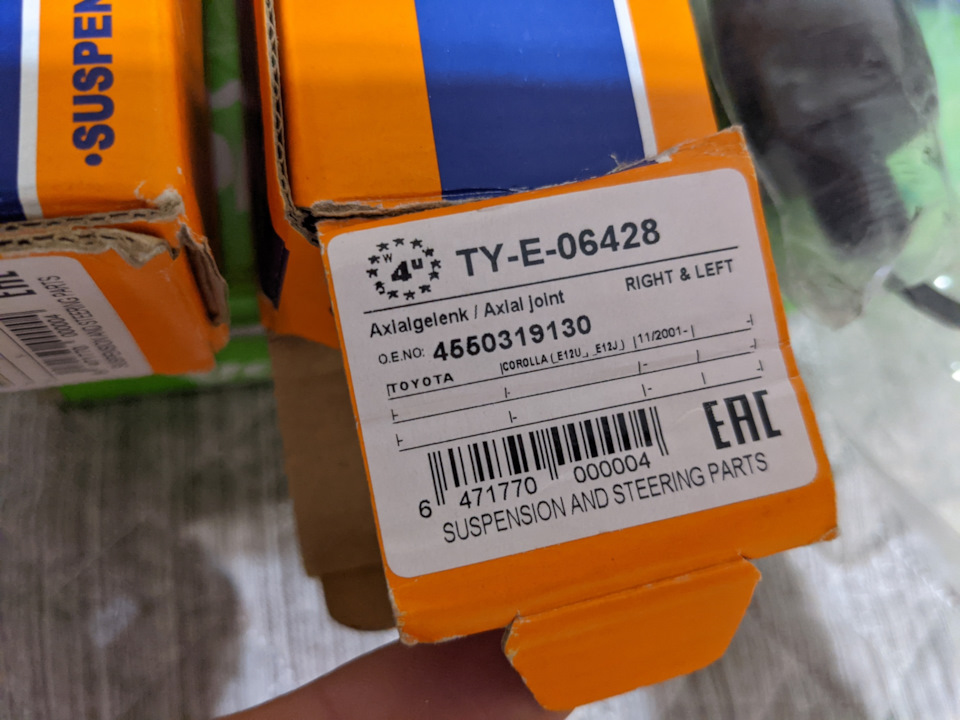 •SUSPEN
W
4U
TY-E-06428
RIGHT & LEFT
Axialgelenk / Axial joint
O.E.NO: 4550319130
TOYOTA COROLLA (_E12U_, _E12J_) 11/2001-
6 471770 000004
EAC
SUSPENSION AND STEERING PARTS